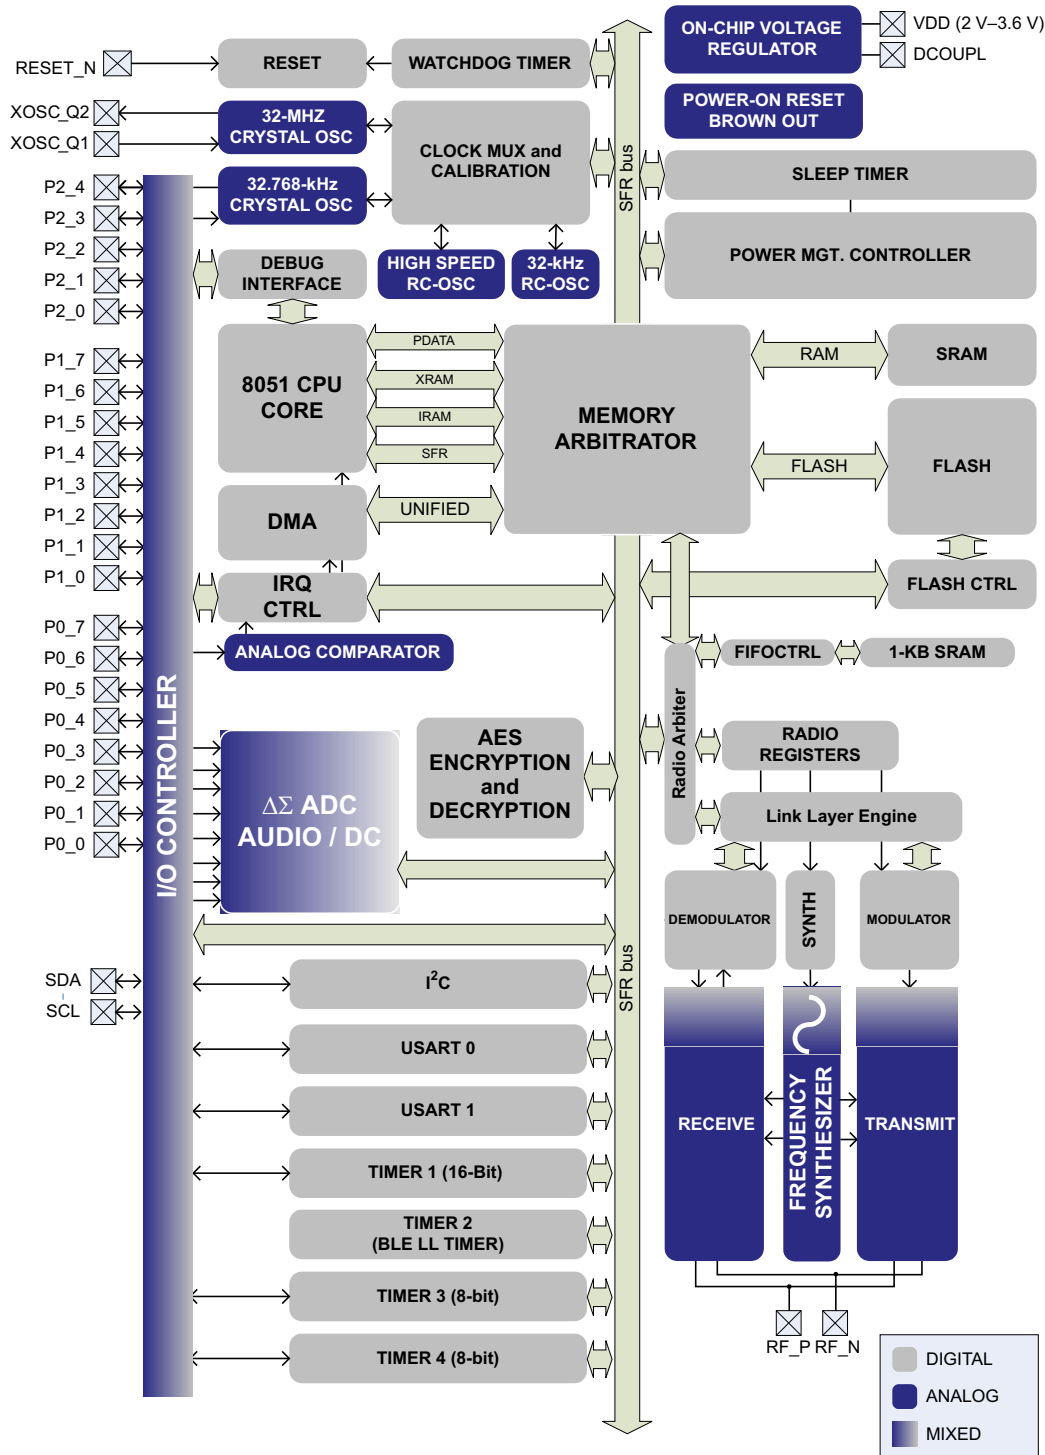 ON-CHIP VOLTAGE
REGULATOR
VDD (2 V–3.6 V)
DCOUPL
RESET_N
RESET
WATCHDOG TIMER
POWER-ON RESET
BROWN OUT
XOSC_Q2
XOSC_Q1
32-MHZ
CRYSTAL OSC
CLOCK MUX and
CALIBRATION
SFR bus
SLEEP TIMER
32.768-kHz
CRYSTAL OSC
POWER MGT. CONTROLLER
HIGH SPEED
RC-OSC
32-kHz
RC-OSC
DEBUG
INTERFACE
P2_4
P2_3
P2_2
P2_1
P2_0
P1_7
P1_6
P1_5
P1_4
P1_3
P1_2
P1_1
P1_0
P0_7
P0_6
P0_5
P0_4
P0_3
P0_2
P0_1
P0_0
SDA
SCL
I/O CONTROLLER
8051 CPU
CORE
PDATA
XRAM
IRAM
SFR
MEMORY
ARBITRATOR
RAM
SRAM
FLASH
FLASH
DMA
UNIFIED
IRQ
CTRL
FLASH CTRL
ANALOG COMPARATOR
FIFOCTRL
1-KB SRAM
Radio Arbiter
RADIO
REGISTERS
Link Layer Engine
AES
ENCRYPTION
and
DECRYPTION
ΔΣ ADC
AUDIO / DC
DEMODULATOR
SYNTH
MODULATOR
SFR bus
I²C
USART 0
USART 1
TIMER 1 (16-Bit)
TIMER 2
(BLE LL TIMER)
TIMER 3 (8-bit)
TIMER 4 (8-bit)
RECEIVE
FREQUENCY
SYNTHESIZER
TRANSMIT
RF_P
RF_N
DIGITAL
ANALOG
MIXED